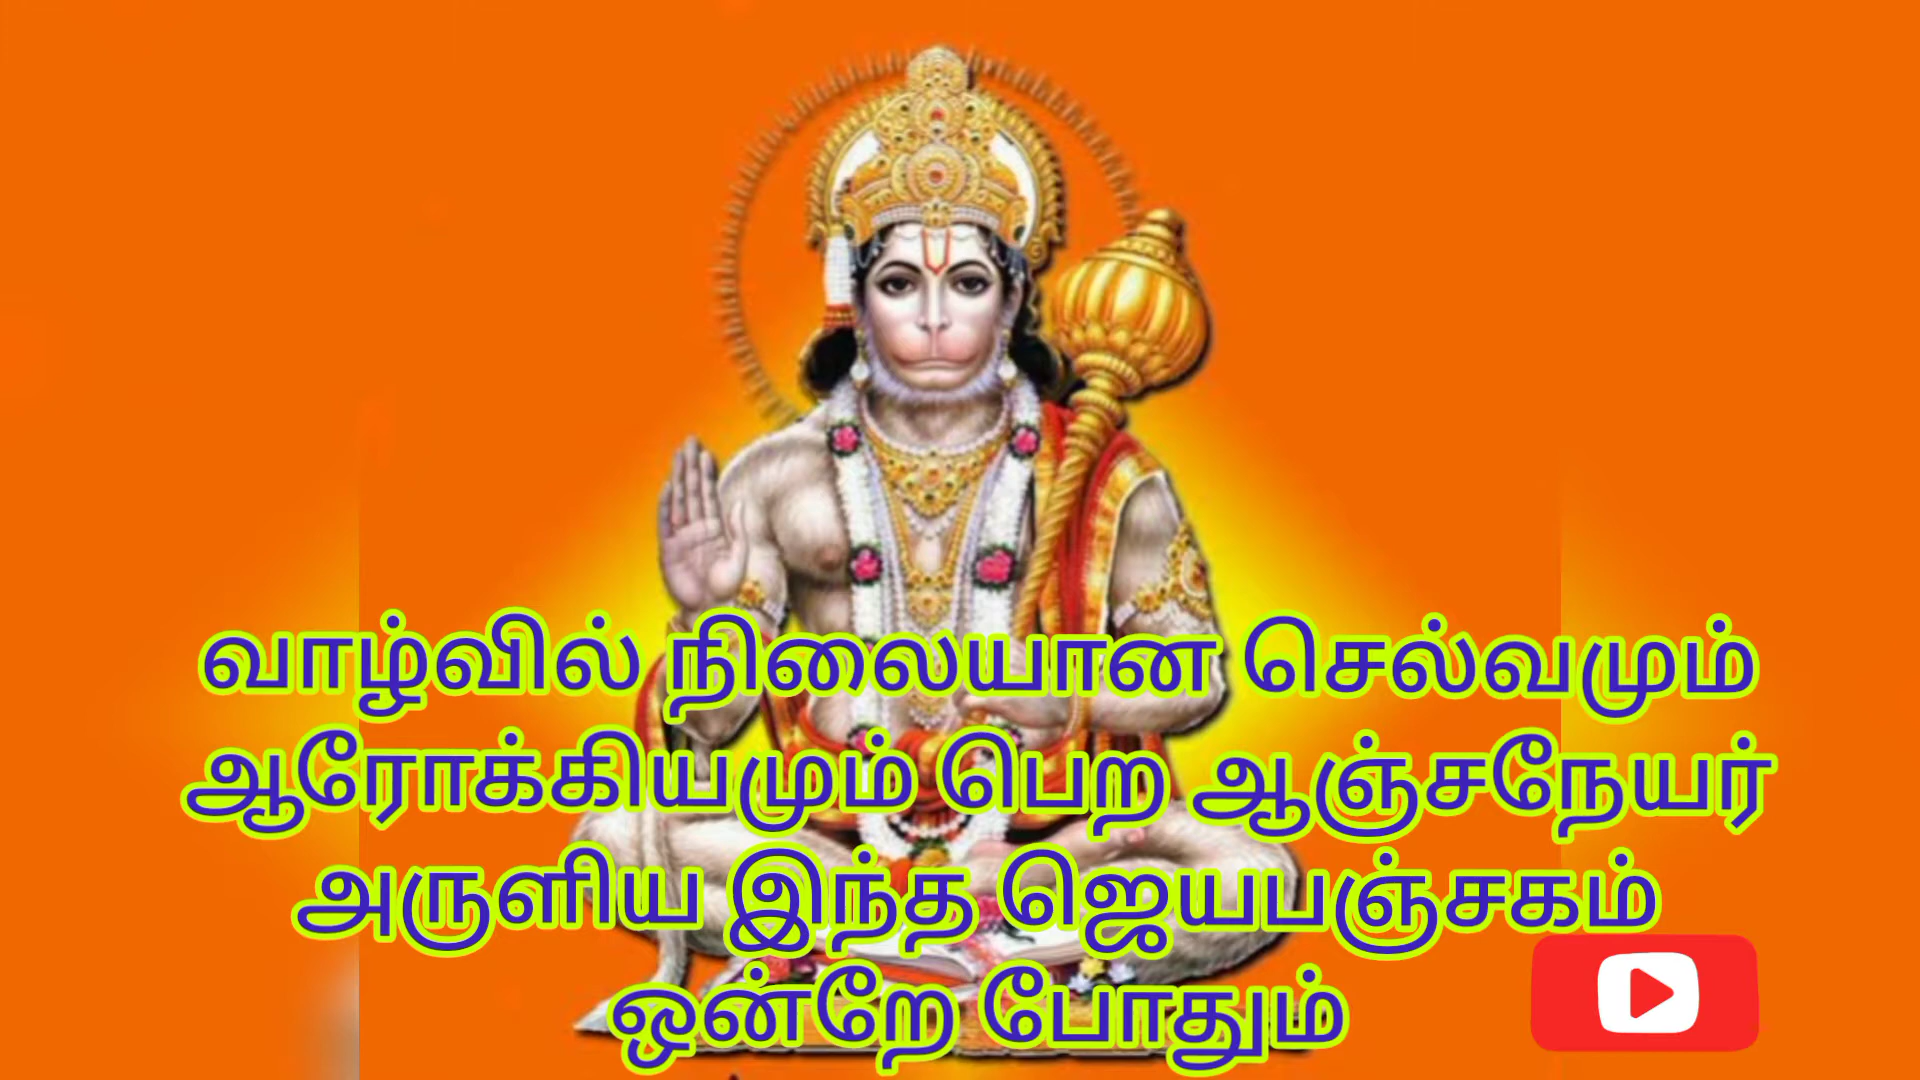 வாழ்வில் நிலையான செல்வமும்
ஆரோக்கியமும் பெற ஆஞ்சநேயர்
அருளிய இந்த ஜெயபஞ்சகம்
ஒன்றே போதும்